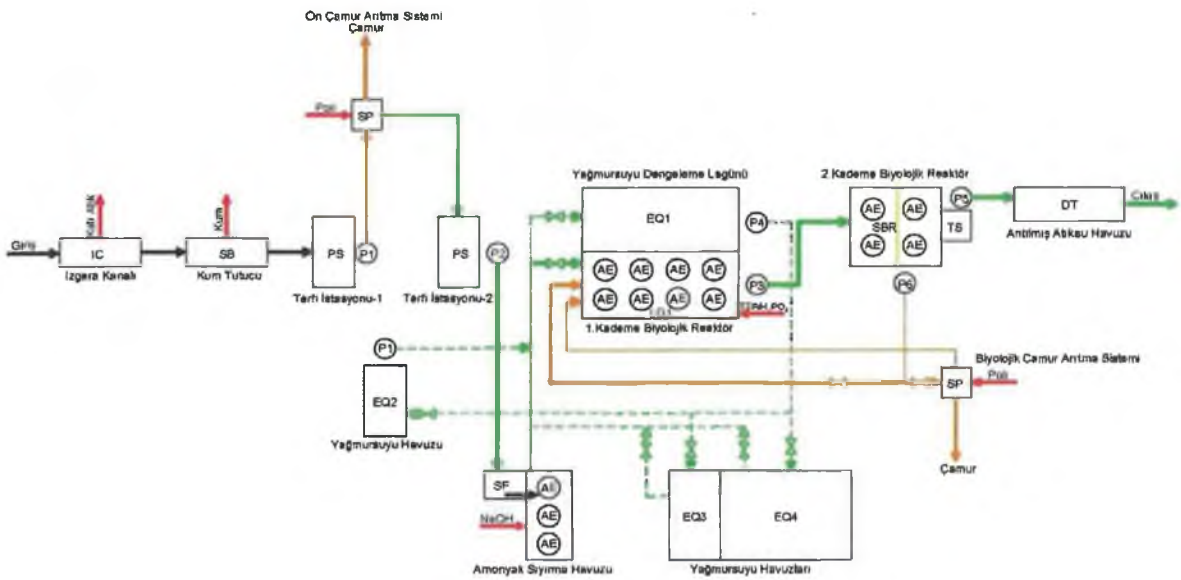 Ön Çamur Arıtma Sistemi
Çamur
Poli
SP
Katı Atık
Kum
Giriş
IC
Izgara Kanalı
SB
Kum Tutucu
PS
P1
Terfi İstasyonu-1
PS
P2
Terfi İstasyonu-2
Yağmursuyu Dengeleme Lagünü
EQ1
P4
AE
AE
AE
AE
AE
AE
AE
AE
P3
1.Kademe Biyolojik Reaktör
2.Kademe Biyolojik Reaktör
AE
AE
SBR
AE
AE
P5
TS
P6
DT
Arıtılmış Atıksu Havuzu
Çıkış
Biyolojik Çamur Arıtma Sistemi
SP
Poli
Çamur
P1
EQ2
Yağmursuyu Havuzu
SF
AE
AE
AE
NaOH
Amonyak Sıyırma Havuzu
EQ3
EQ4
Yağmursuyu Havuzları